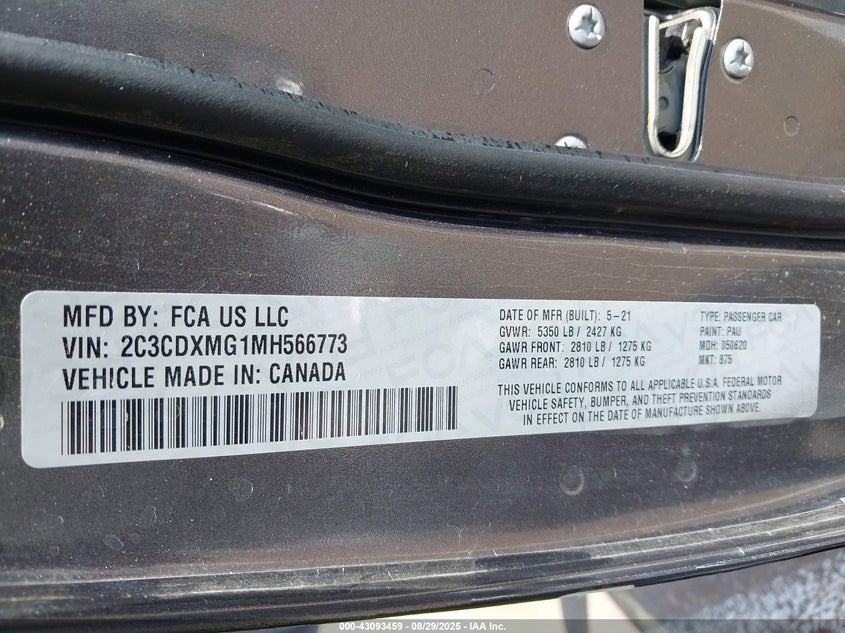 MFD BY: FCA US LLC
VIN: 2C3CDXMG1MH566773
VEHICLE MADE IN: CANADA
DATE OF MFR (BUILT): 5-21
GVWR: 5350 LB / 2427 KG
GAWR FRONT: 2810 LB / 1275 KG
GAWR REAR: 2810 LB / 1275 KG
TYPE: PASSENGER CAR
PAINT: PAU
MDH: 050620
MKT: 875
THIS VEHICLE CONFORMS TO ALL APPLICABLE U.S.A. FEDERAL MOTOR
VEHICLE SAFETY, BUMPER, AND THEFT PREVENTION STANDARDS
IN EFFECT ON THE DATE OF MANUFACTURE SHOWN ABOVE.
000-43093459 - 08/29/2025 - IAA Inc.